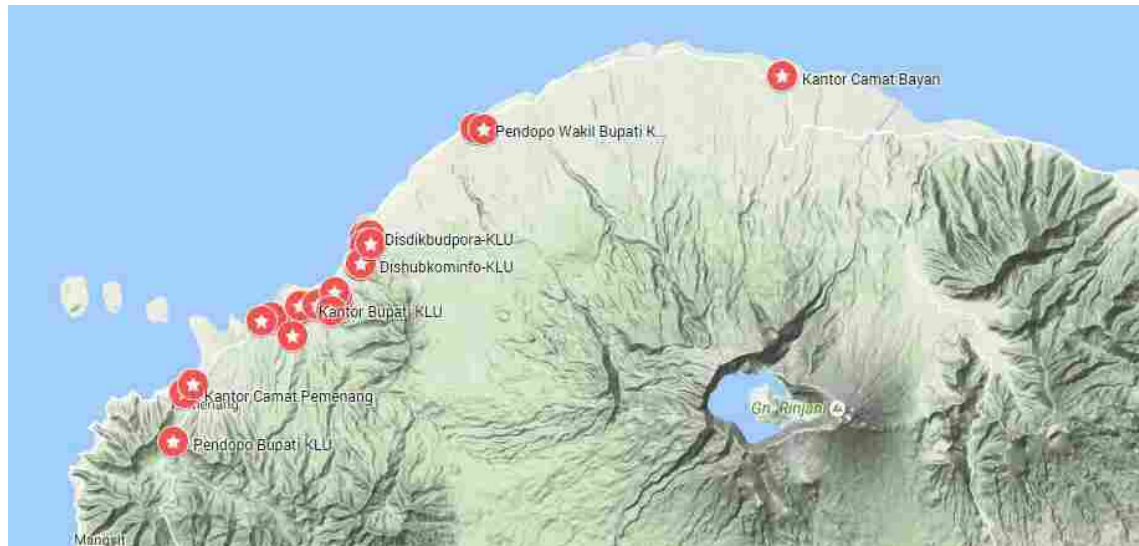 Kantor Camat Bayan
Pendopo Wakil Bupati K...
Disdikbudpora-KLU
Dishubkominfo-KLU
Kantor Bupati KLU
Kantor Camat Pemenang
Gn. Rinjani
Pendopo Bupati KLU
Mangsit